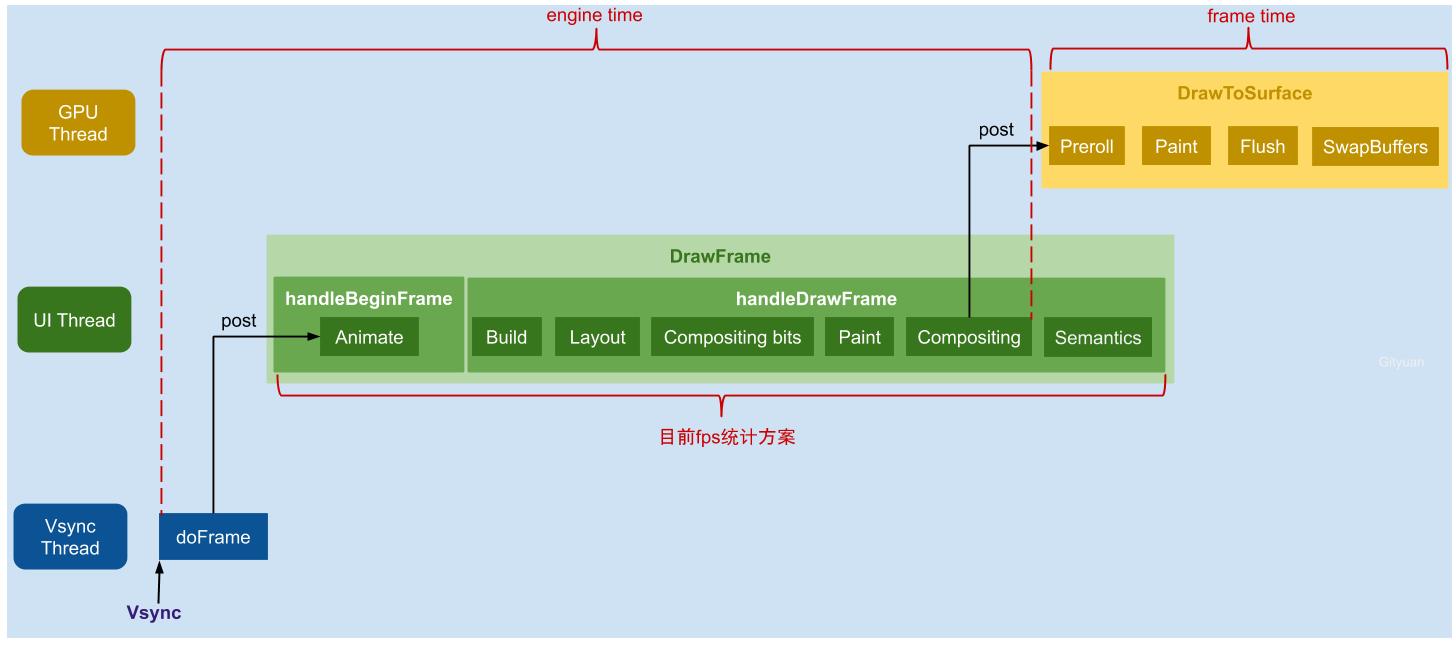 engine time
frame time
GPU
Thread
DrawToSurface
post
Preroll
Paint
Flush
SwapBuffers
DrawFrame
UI Thread
post
handleBeginFrame
Animate
handleDrawFrame
Build
Layout
Compositing bits
Paint
Compositing
Semantics
Gityuan
目前fps统计方案
Vsync
Thread
doFrame
Vsync